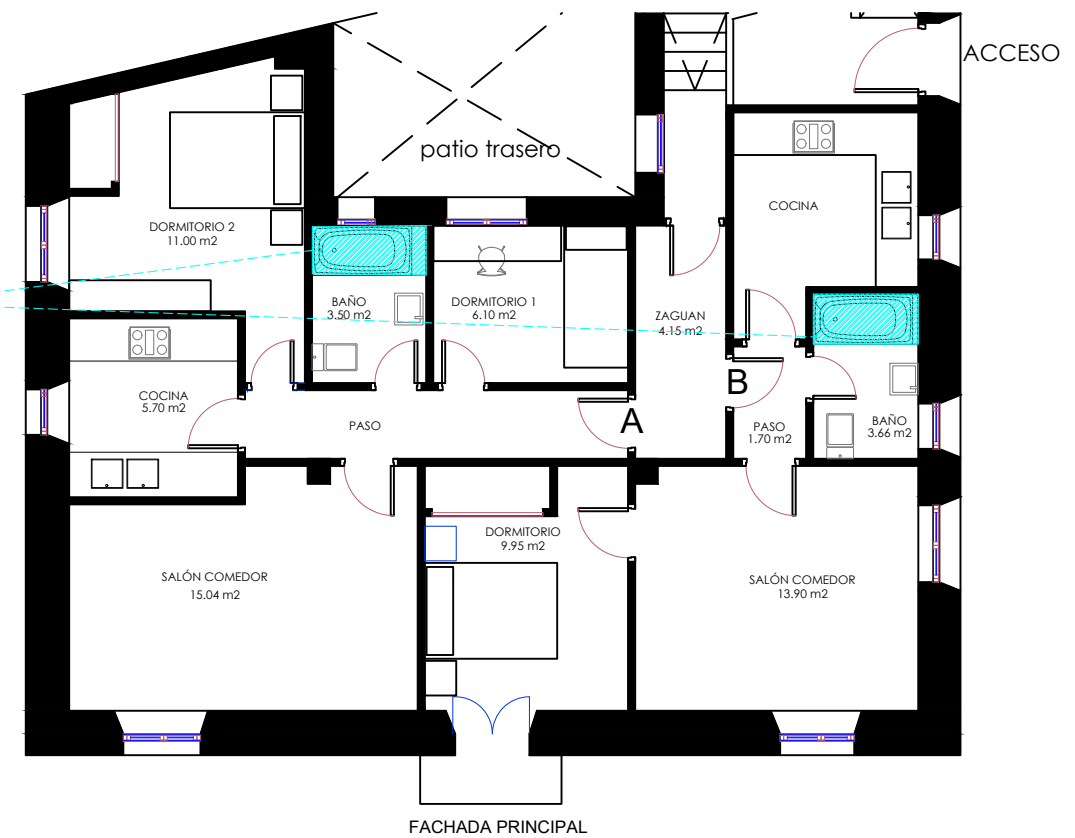 ACCESO
patio trasero
COCINA
DORMITORIO 2
11.00 m2
BAÑO
3.50 m2
DORMITORIO 1
6.10 m2
ZAGUAN
4.15 m2
COCINA
5.70 m2
PASO
A
B
PASO
1.70 m2
BAÑO
3.66 m2
DORMITORIO
9.95 m2
SALÓN COMEDOR
15.04 m2
SALÓN COMEDOR
13.90 m2
FACHADA PRINCIPAL